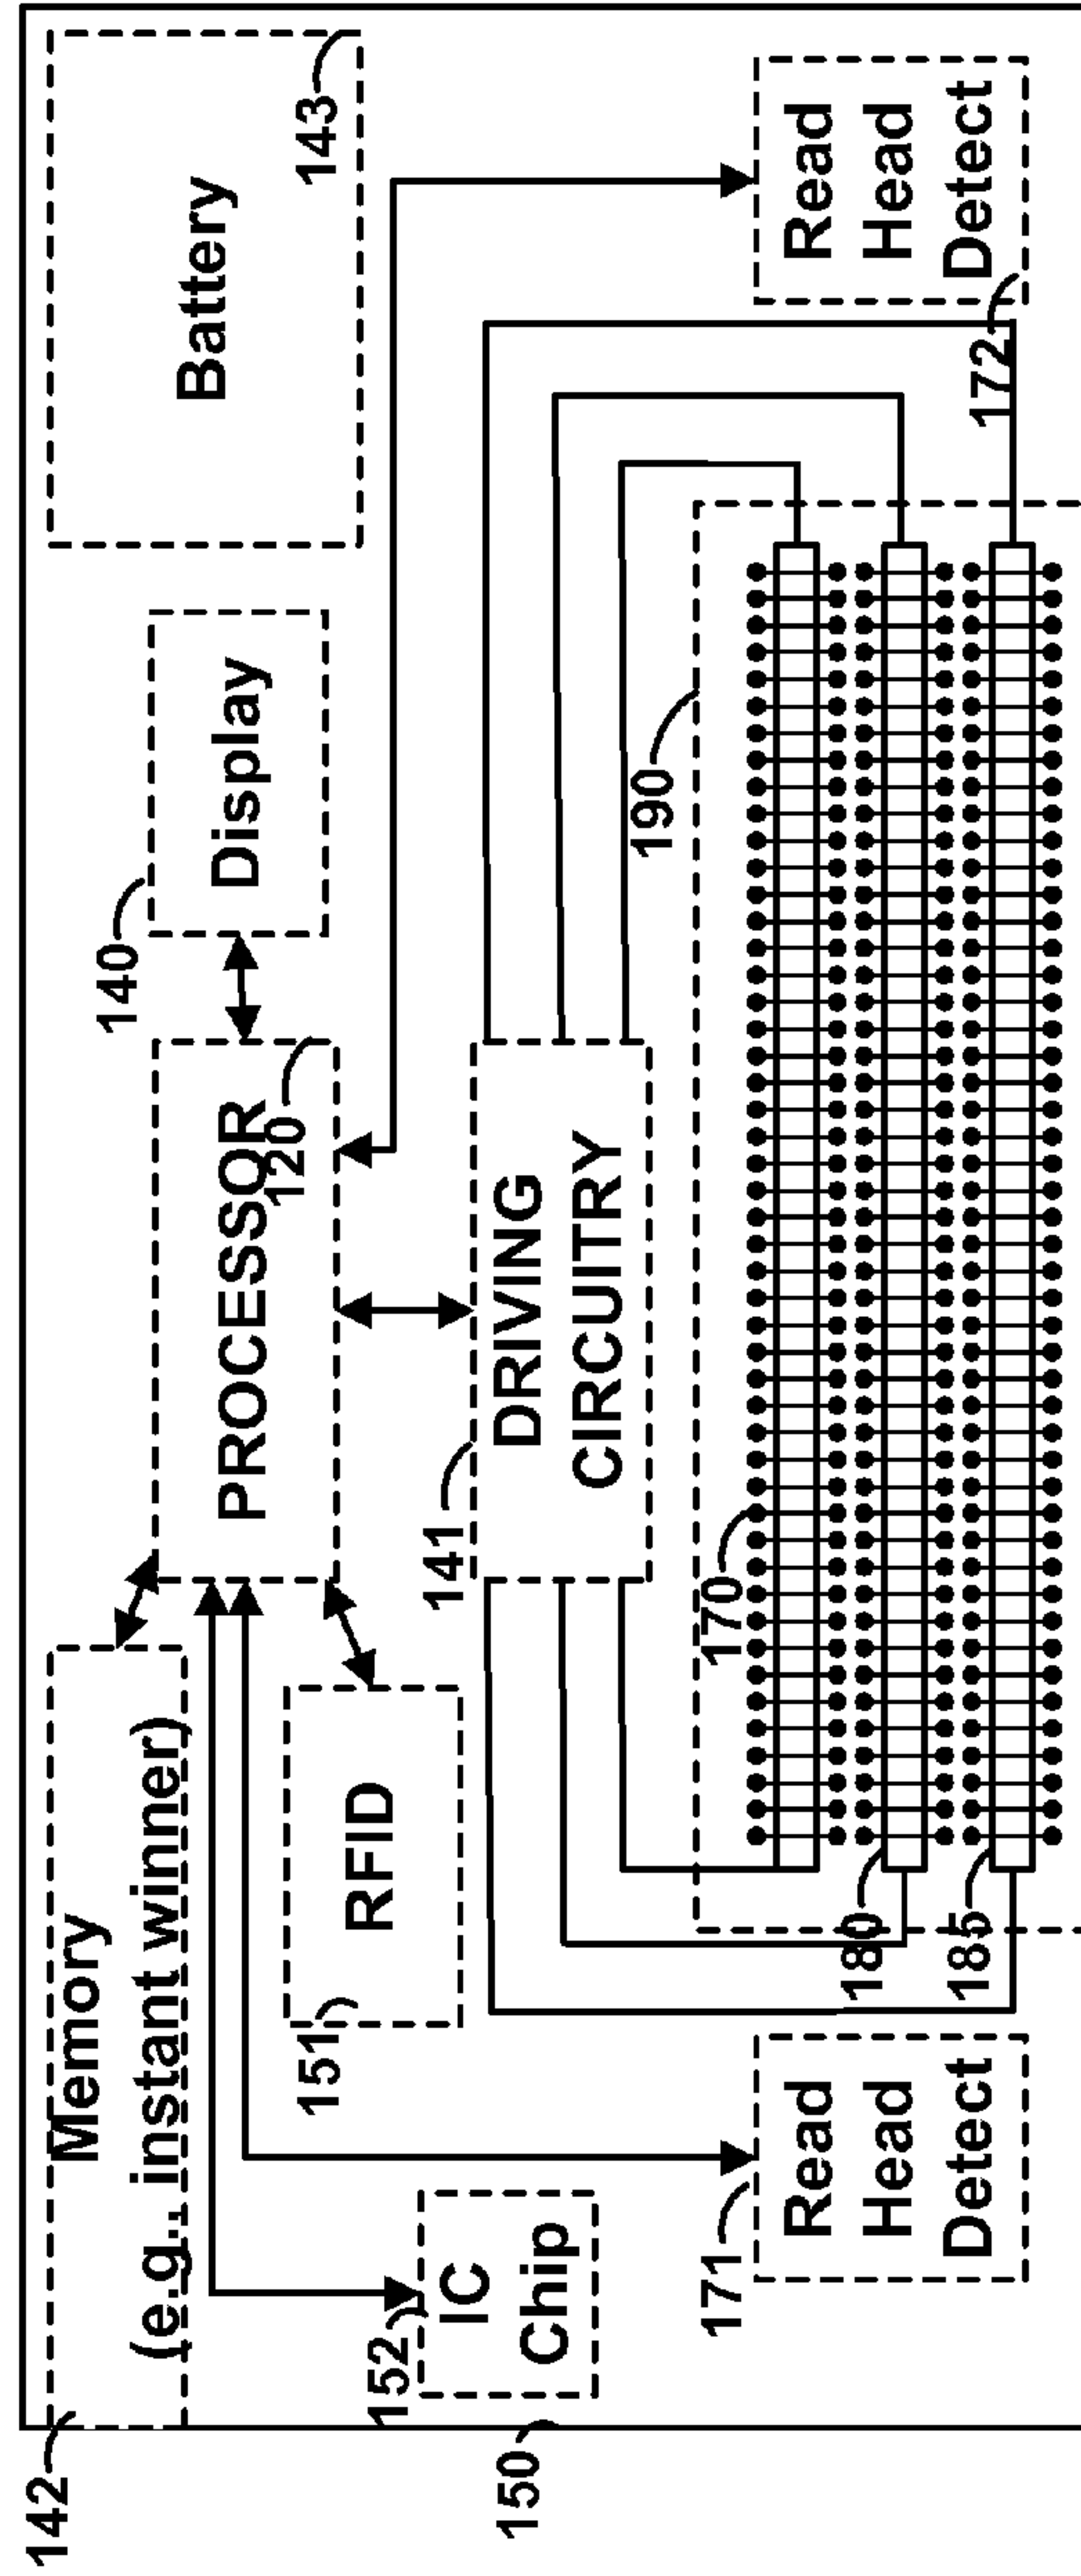 142
Memory
(e.g., instant winner)
140
Display
Battery
143
PROCESSOR
120
151
RFID
152
IC
Chip
150
141
DRIVING
CIRCUITRY
190
171
Read
Head
Detect
170
180
185
Read
Head
Detect
172